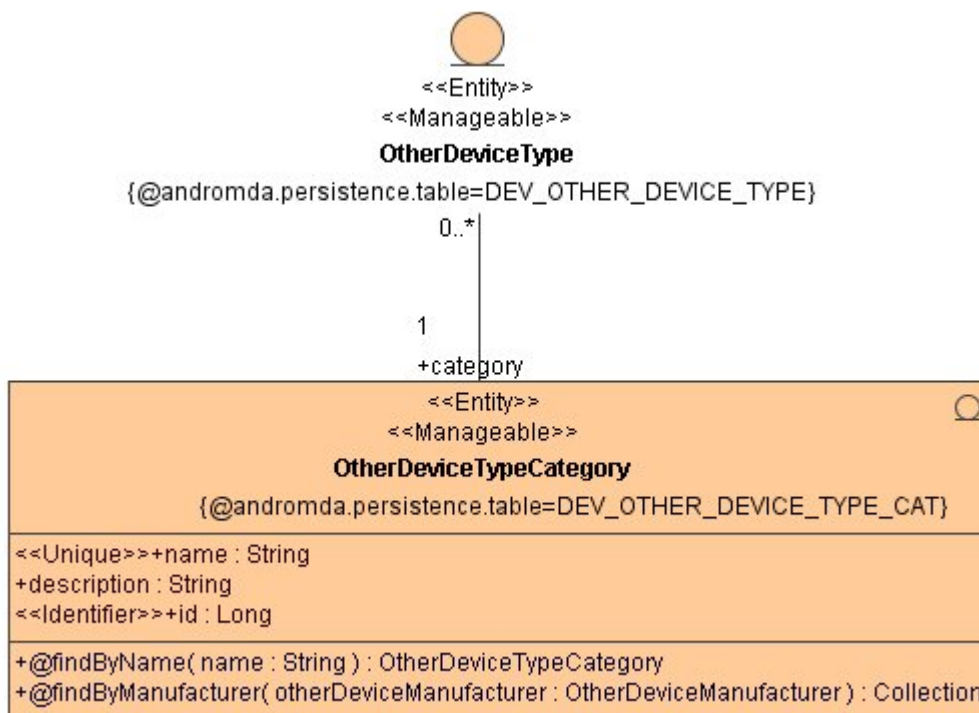 <<Entity>>
<<Manageable>>
OtherDeviceType
{@andromda.persistence.table=DEV_OTHER_DEVICE_TYPE}
0..*
1
+category
<<Entity>>
<<Manageable>>
OtherDeviceTypeCategory
{@andromda.persistence.table=DEV_OTHER_DEVICE_TYPE_CAT}
<<Unique>>+name : String
+description : String
<<Identifier>>+id : Long
+@findByName( name : String ) : OtherDeviceTypeCategory
+@findByManufacturer( otherDeviceManufacturer : OtherDeviceManufacturer ) : Collection